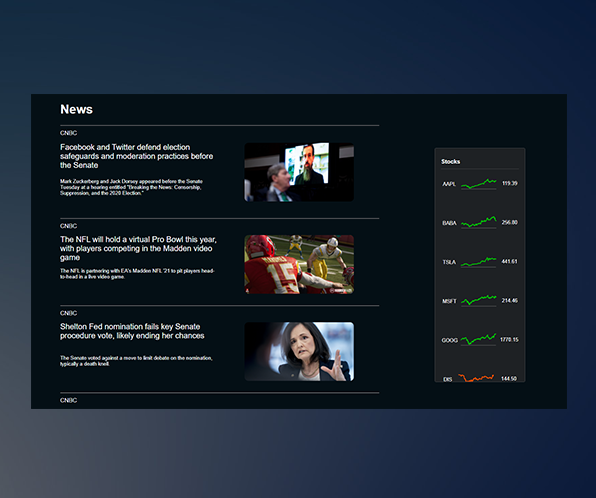 News
CNBC
Facebook and Twitter defend election
safeguards and moderation practices before
the Senate
Mark Zuckerberg and Jack Dorsey appeared before the Senate
Tuesday at a hearing entitled "Breaking the News: Censorship,
Suppression, and the 2020 Election."
CNBC
The NFL will hold a virtual Pro Bowl this year,
with players competing in the Madden video
game
The NFL is partnering with EA's Madden NFL '21 to pit players head-
to-head in a live video game.
15
CNBC
Shelton Fed nomination fails key Senate
procedure vote, likely ending her chances
The Senate voted against a move to limit debate on the nomination,
typically a death knell.
CNBC
Stocks
AAPL 119.39
BABA 256.80
TSLA 441.61
MSFT 214.46
GOOG 1770.15
DIS 144.50